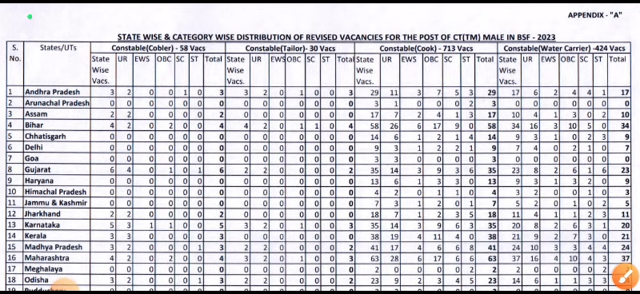 APPENDIX - "A"
STATE WISE & CATEGORY WISE DISTRIBUTION OF REVISED VACANCIES FOR THE POST OF CT(TM) MALE IN BSF - 2023
S. No. States/UTs Constable(Cobler) - 58 Vacs Constable(Tailor)- 30 Vacs Constable(Cook) - 713 Vacs Constable(Water Carrier) -424 Vacs
State Wise Vacs. UR EWS OBC SC ST Total State Wise Vacs. UR EWS OBC SC ST Total State Wise Vacs. UR EWS OBC SC ST Total State Wise Vacs. UR EWS OBC SC ST Total
1 Andhra Pradesh 3 2 0 0 1 0 3 3 2 0 1 0 0 3 29 11 3 7 5 3 29 17 6 2 4 4 1 17
2 Arunachal Pradesh 0 0 0 0 0 0 0 0 0 0 0 0 0 0 3 1 0 0 0 2 3 0 0 0 0 0 0 0
3 Assam 2 2 0 0 0 0 2 0 0 0 0 0 0 0 17 7 2 4 1 3 17 10 4 1 3 0 2 10
4 Bihar 4 2 0 2 0 0 4 4 2 0 1 1 0 4 58 26 6 17 9 0 58 34 16 3 10 5 0 34
5 Chhatisgarh 0 0 0 0 0 0 0 0 0 0 0 0 0 0 14 6 1 2 1 4 14 9 3 1 0 2 3 9
6 Delhi 0 0 0 0 0 0 0 0 0 0 0 0 0 0 9 3 1 2 2 1 9 7 4 0 2 1 0 7
7 Goa 0 0 0 0 0 0 0 0 0 0 0 0 0 0 3 3 0 0 0 0 3 0 0 0 0 0 0 0
8 Gujarat 6 4 0 1 0 1 6 2 2 0 0 0 0 2 35 14 3 9 3 6 35 23 8 2 6 1 6 23
9 Haryana 0 0 0 0 0 0 0 0 0 0 0 0 0 0 13 6 1 3 3 0 13 9 3 1 3 2 0 9
10 Himachal Pradesh 0 0 0 0 0 0 0 0 0 0 0 0 0 0 4 2 0 1 1 0 4 3 2 0 0 1 0 3
11 Jammu & Kashmir 0 0 0 0 0 0 0 0 0 0 0 0 0 0 7 3 1 2 0 1 7 5 2 0 1 0 2 5
12 Jharkhand 2 2 0 0 0 0 2 0 0 0 0 0 0 0 18 7 1 2 3 5 18 11 4 1 1 2 3 11
13 Karnataka 5 3 1 1 0 0 5 3 2 0 1 0 0 3 35 14 3 9 6 3 35 20 8 2 6 3 1 20
14 Kerala 3 3 0 0 0 0 3 0 0 0 0 0 0 0 38 19 4 11 4 0 38 21 9 2 7 3 0 21
15 Madhya Pradesh 3 2 0 0 0 1 3 2 2 0 0 0 0 2 41 17 4 6 6 8 41 24 10 3 3 4 4 24
16 Maharashtra 4 2 0 2 0 0 4 3 2 0 1 0 0 3 63 28 6 17 6 6 63 37 16 4 10 4 3 37
17 Meghalaya 0 0 0 0 0 0 0 0 0 0 0 0 0 0 2 0 0 0 0 2 2 2 0 0 0 0 2
18 Odisha 3 2 0 0 0 1 3 2 2 0 0 0 0 2 23 9 2 3 4 5 23 14 6 1 1 3 3